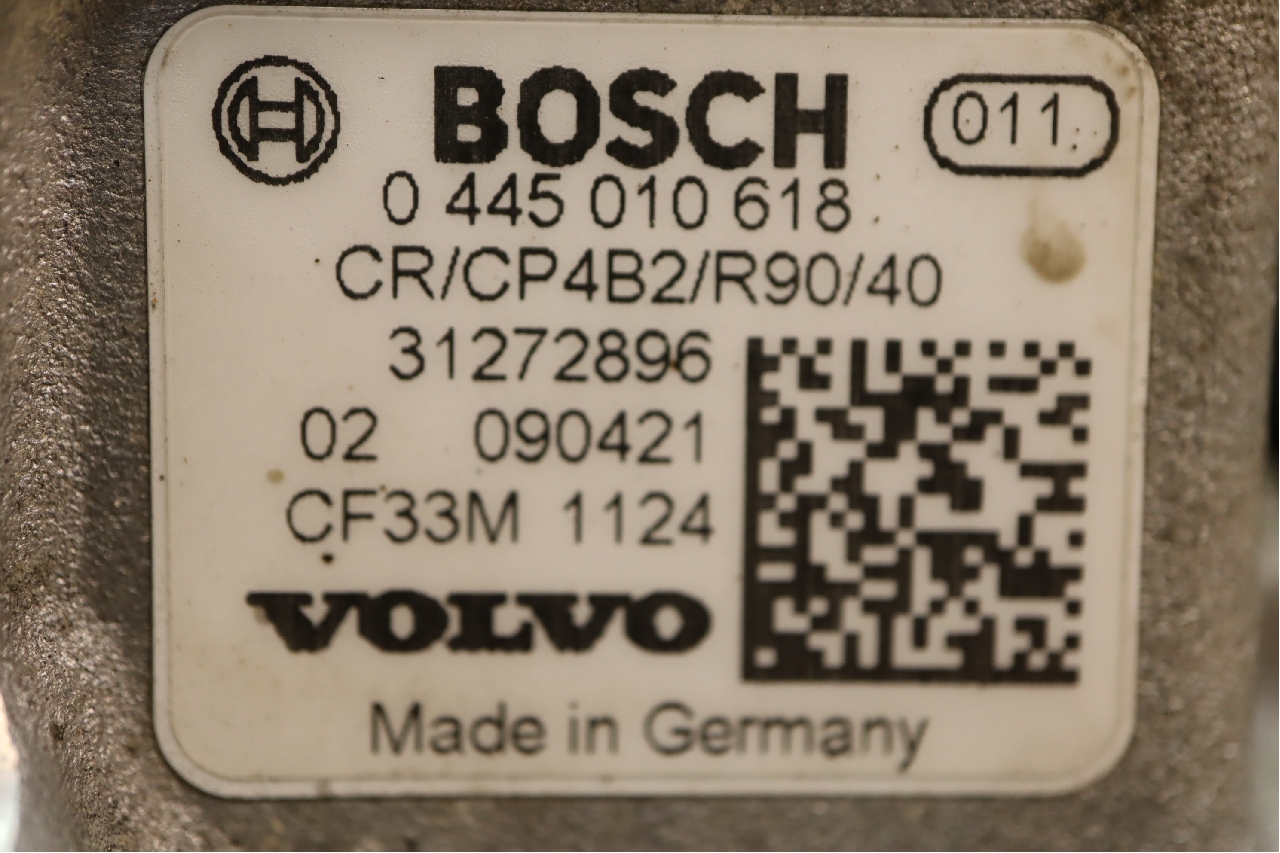 BOSCH 011
0 445 010 618
CR/CP4B2/R90/40
31272896
02 090421
CF33M 1124
VOLVO
Made in Germany